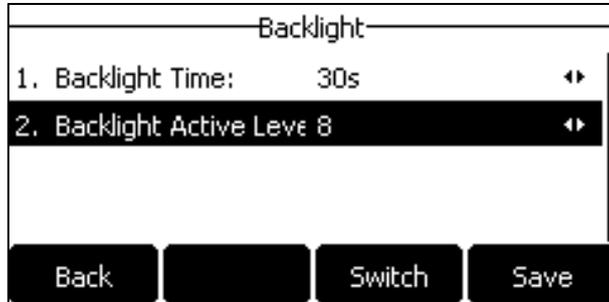 Backlight
1. Backlight Time: 30s
2. Backlight Active Leve 8
Back Switch Save